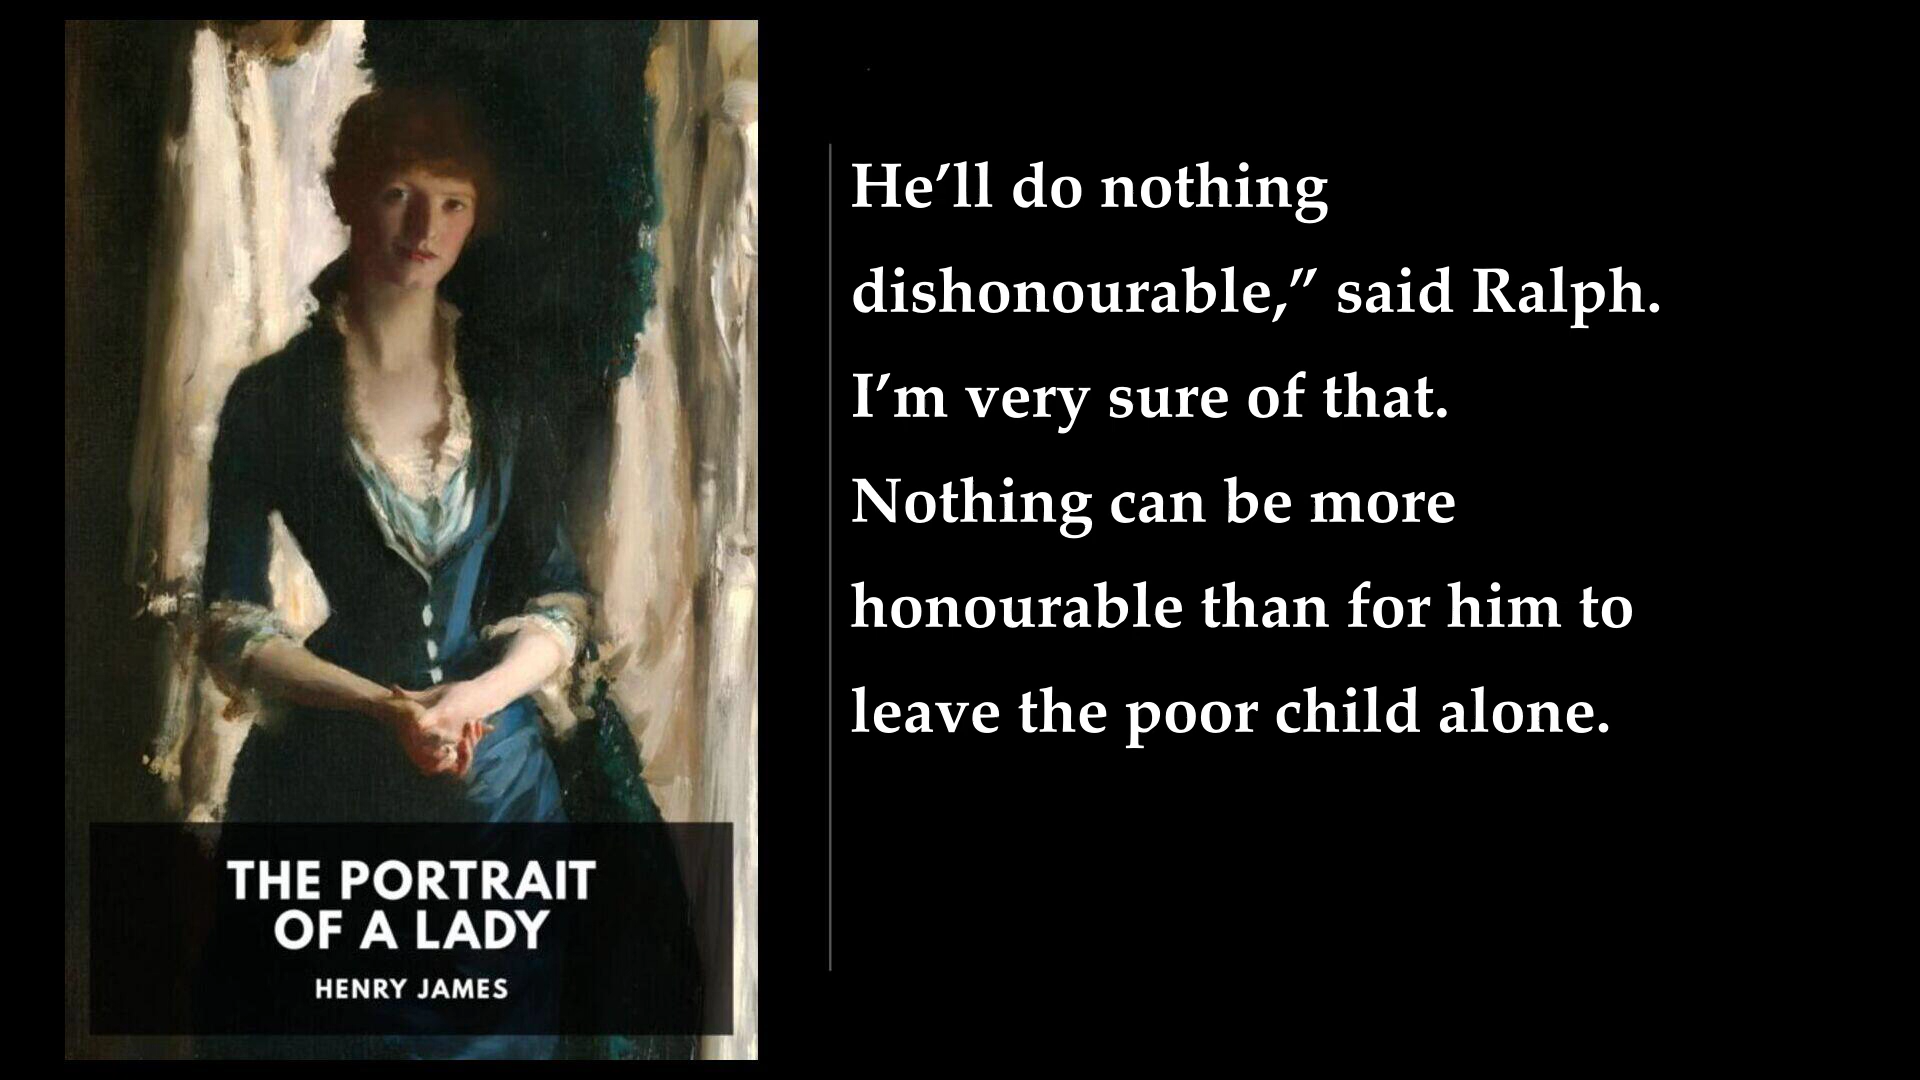 He’ll do nothing
dishonourable,” said Ralph.
I’m very sure of that.
Nothing can be more
honourable than for him to
leave the poor child alone.
THE PORTRAIT
OF A LADY
HENRY JAMES